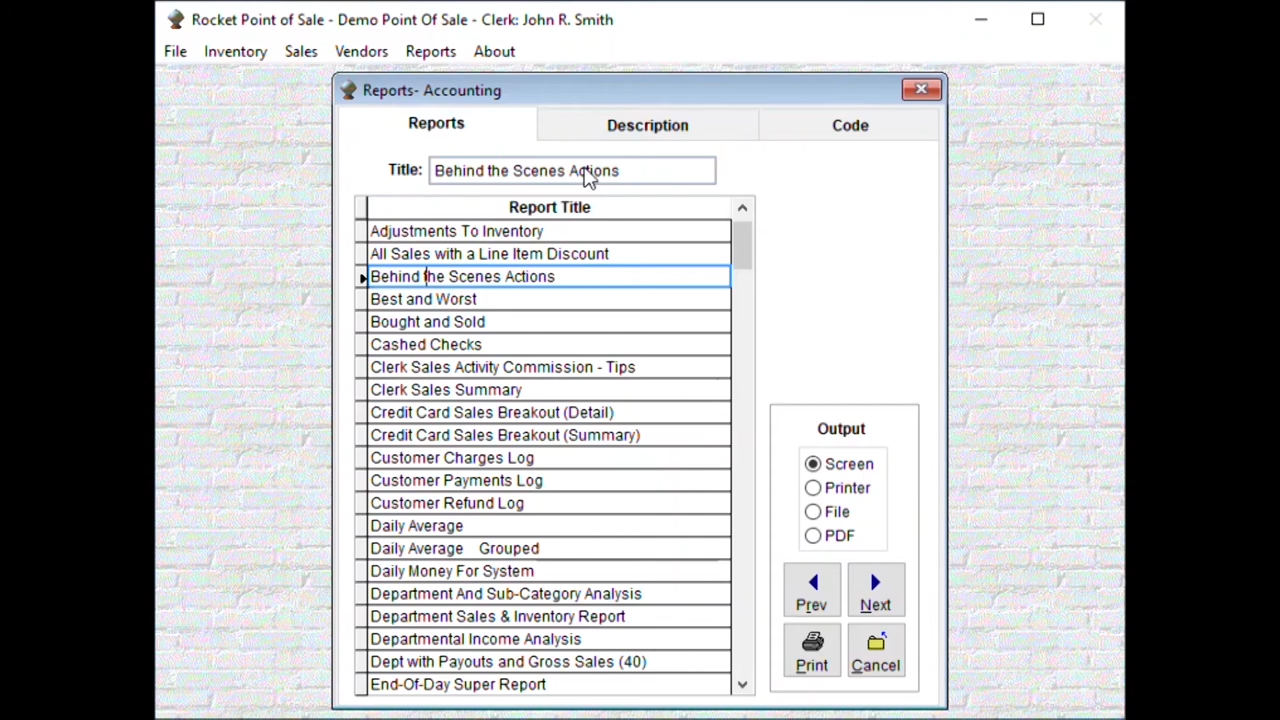 Rocket Point of Sale - Demo Point Of Sale - Clerk: John R. Smith
File Inventory Sales Vendors Reports About
Reports- Accounting
Reports Description Code
Title: Behind the Scenes Actions
Report Title
Adjustments To Inventory
All Sales with a Line Item Discount
Behind the Scenes Actions
Best and Worst
Bought and Sold
Cashed Checks
Clerk Sales Activity Commission - Tips
Clerk Sales Summary
Credit Card Sales Breakout (Detail)
Credit Card Sales Breakout (Summary)
Customer Charges Log
Customer Payments Log
Customer Refund Log
Daily Average
Daily Average Grouped
Daily Money For System
Department And Sub-Category Analysis
Department Sales & Inventory Report
Departmental Income Analysis
Dept with Payouts and Gross Sales (40)
End-Of-Day Super Report
Output
Screen
Printer
File
PDF
Prev Next
Print Cancel